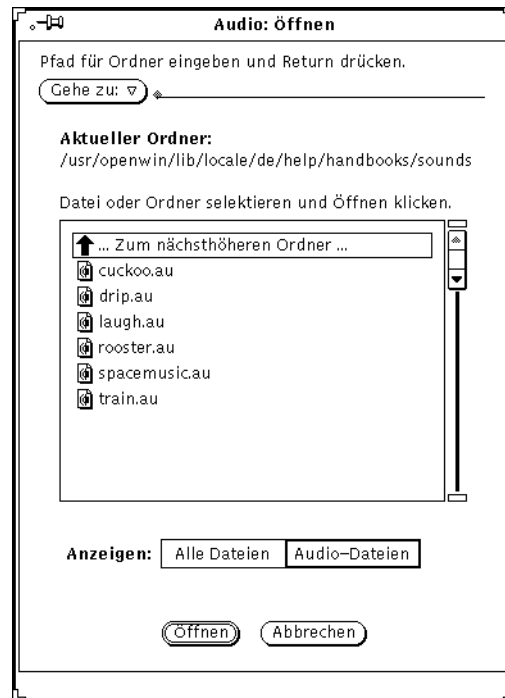 Audio: Öffnen
Pfad für Ordner eingeben und Return drücken.
Gehe zu:
Aktueller Ordner:
/usr/openwin/lib/locale/de/help/handbooks/sounds
Datei oder Ordner selektieren und Öffnen klicken.
... Zum nächsthöheren Ordner ...
cuckoo.au
drip.au
laugh.au
rooster.au
spacemusic.au
train.au
Anzeigen: Alle Dateien Audio-Dateien
Öffnen Abbrechen